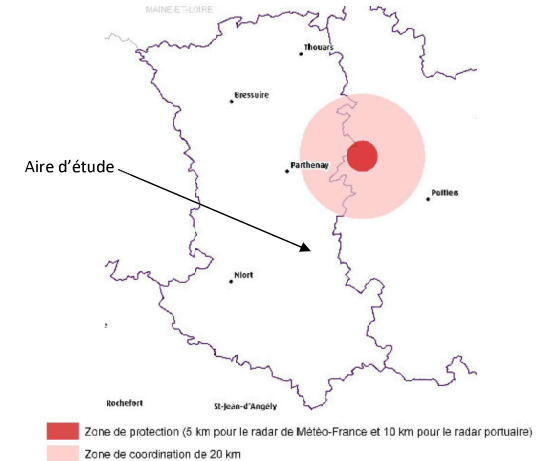 MAINE-ET-LOIRE
Thouars
Bressuire
Aire d'étude
Parthenay
Poitiers
Niort
Rochefort
St-Jean-d'Angély
Zone de protection (5 km pour le radar de Météo-France et 10 km pour le radar portuaire)
Zone de coordination de 20 km